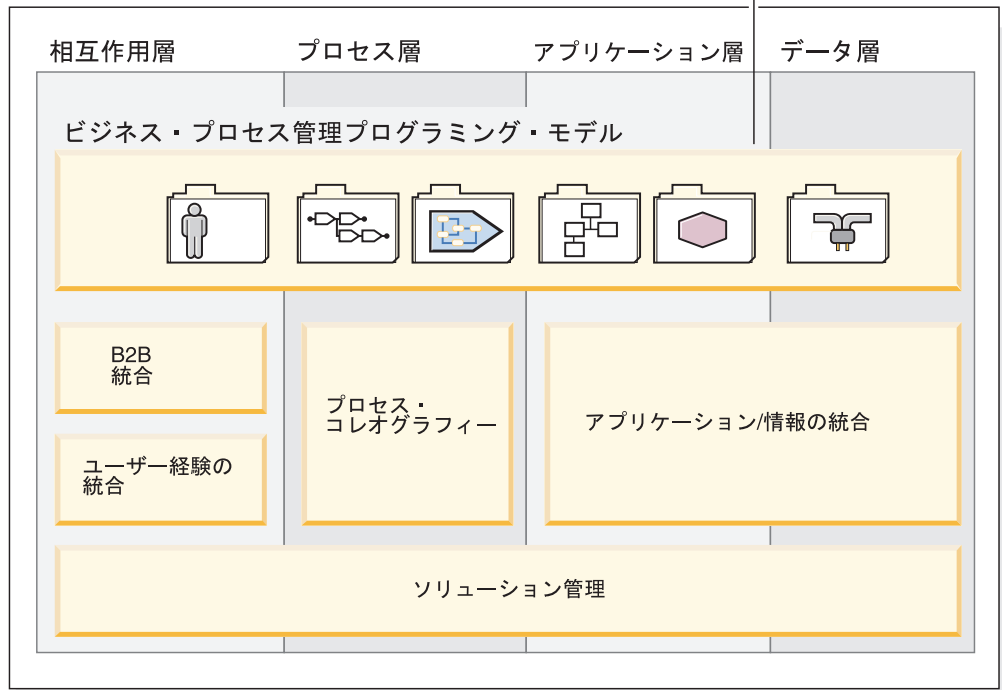 相互作用層
プロセス層
アプリケーション層
データ層
ビジネス・プロセス管理プログラミング・モデル
B2B
統合
ユーザー経験の
統合
プロセス・
コレオグラフィー
アプリケーション/情報の統合
ソリューション管理